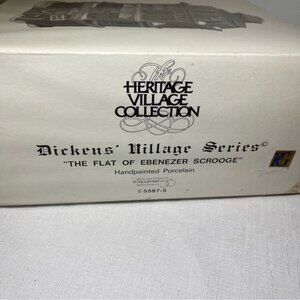 The
HERITAGE
VILLAGE
COLLECTION
Dickens' Village Series©
"THE FLAT OF EBENEZER SCROOGE"
Handpainted Porcelain
# 5587-5